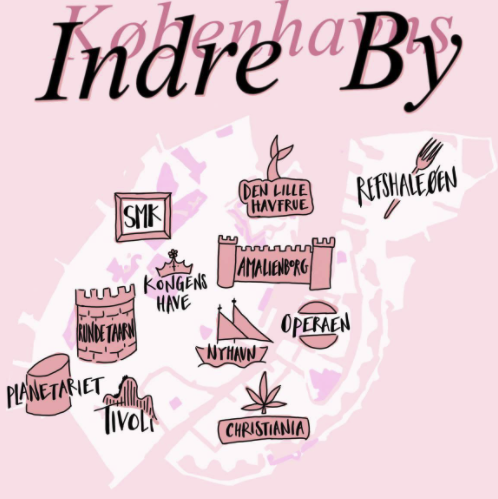 Københavns
Indre By
DEN LILLE
HAVFRUE
REFSHALEØEN
SMK
AMALIENBORG
KONGENS
HAVE
OPERAEN
RUNDETAARN
NYHAVN
PLANETARIET
TIVOLI
CHRISTIANIA